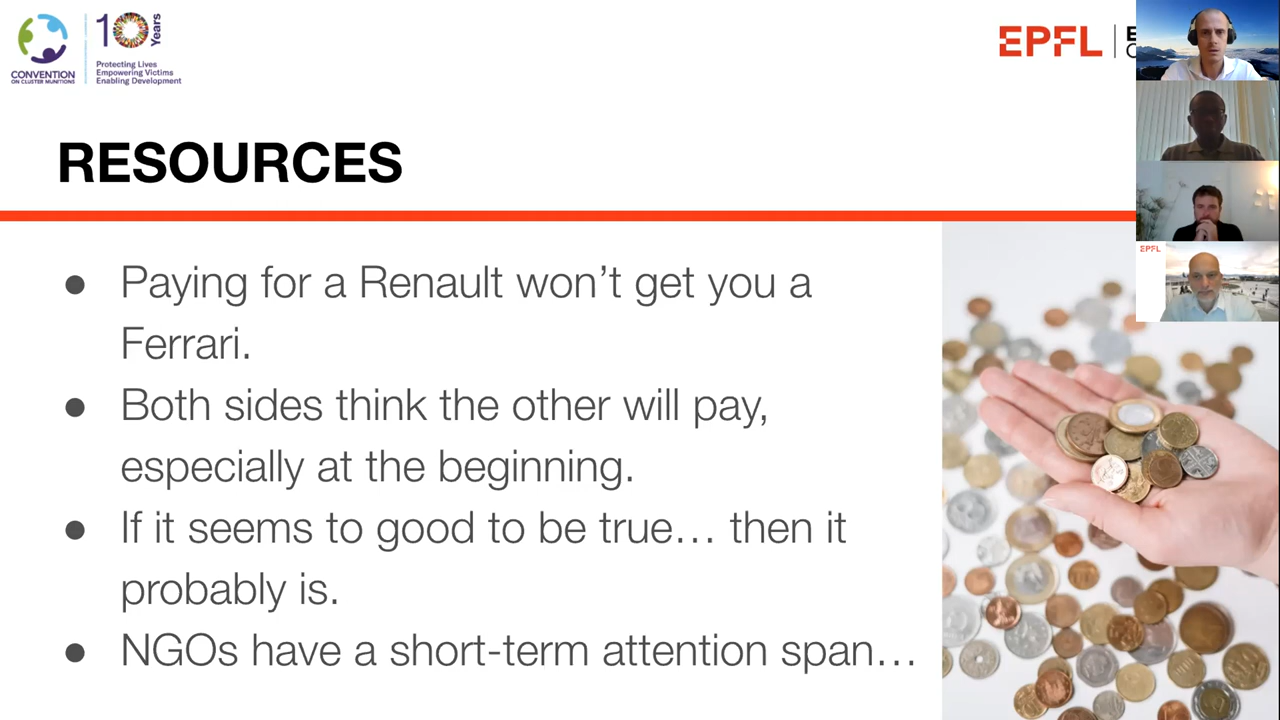 CONVENTION
ON CLUSTER MUNITIONS
10 Years
Protecting Lives
Empowering Victims
Enabling Development
EPFL
EPFL
RESOURCES
● Paying for a Renault won’t get you a
Ferrari.
● Both sides think the other will pay,
especially at the beginning.
● If it seems to good to be true… then it
probably is.
● NGOs have a short-term attention span…